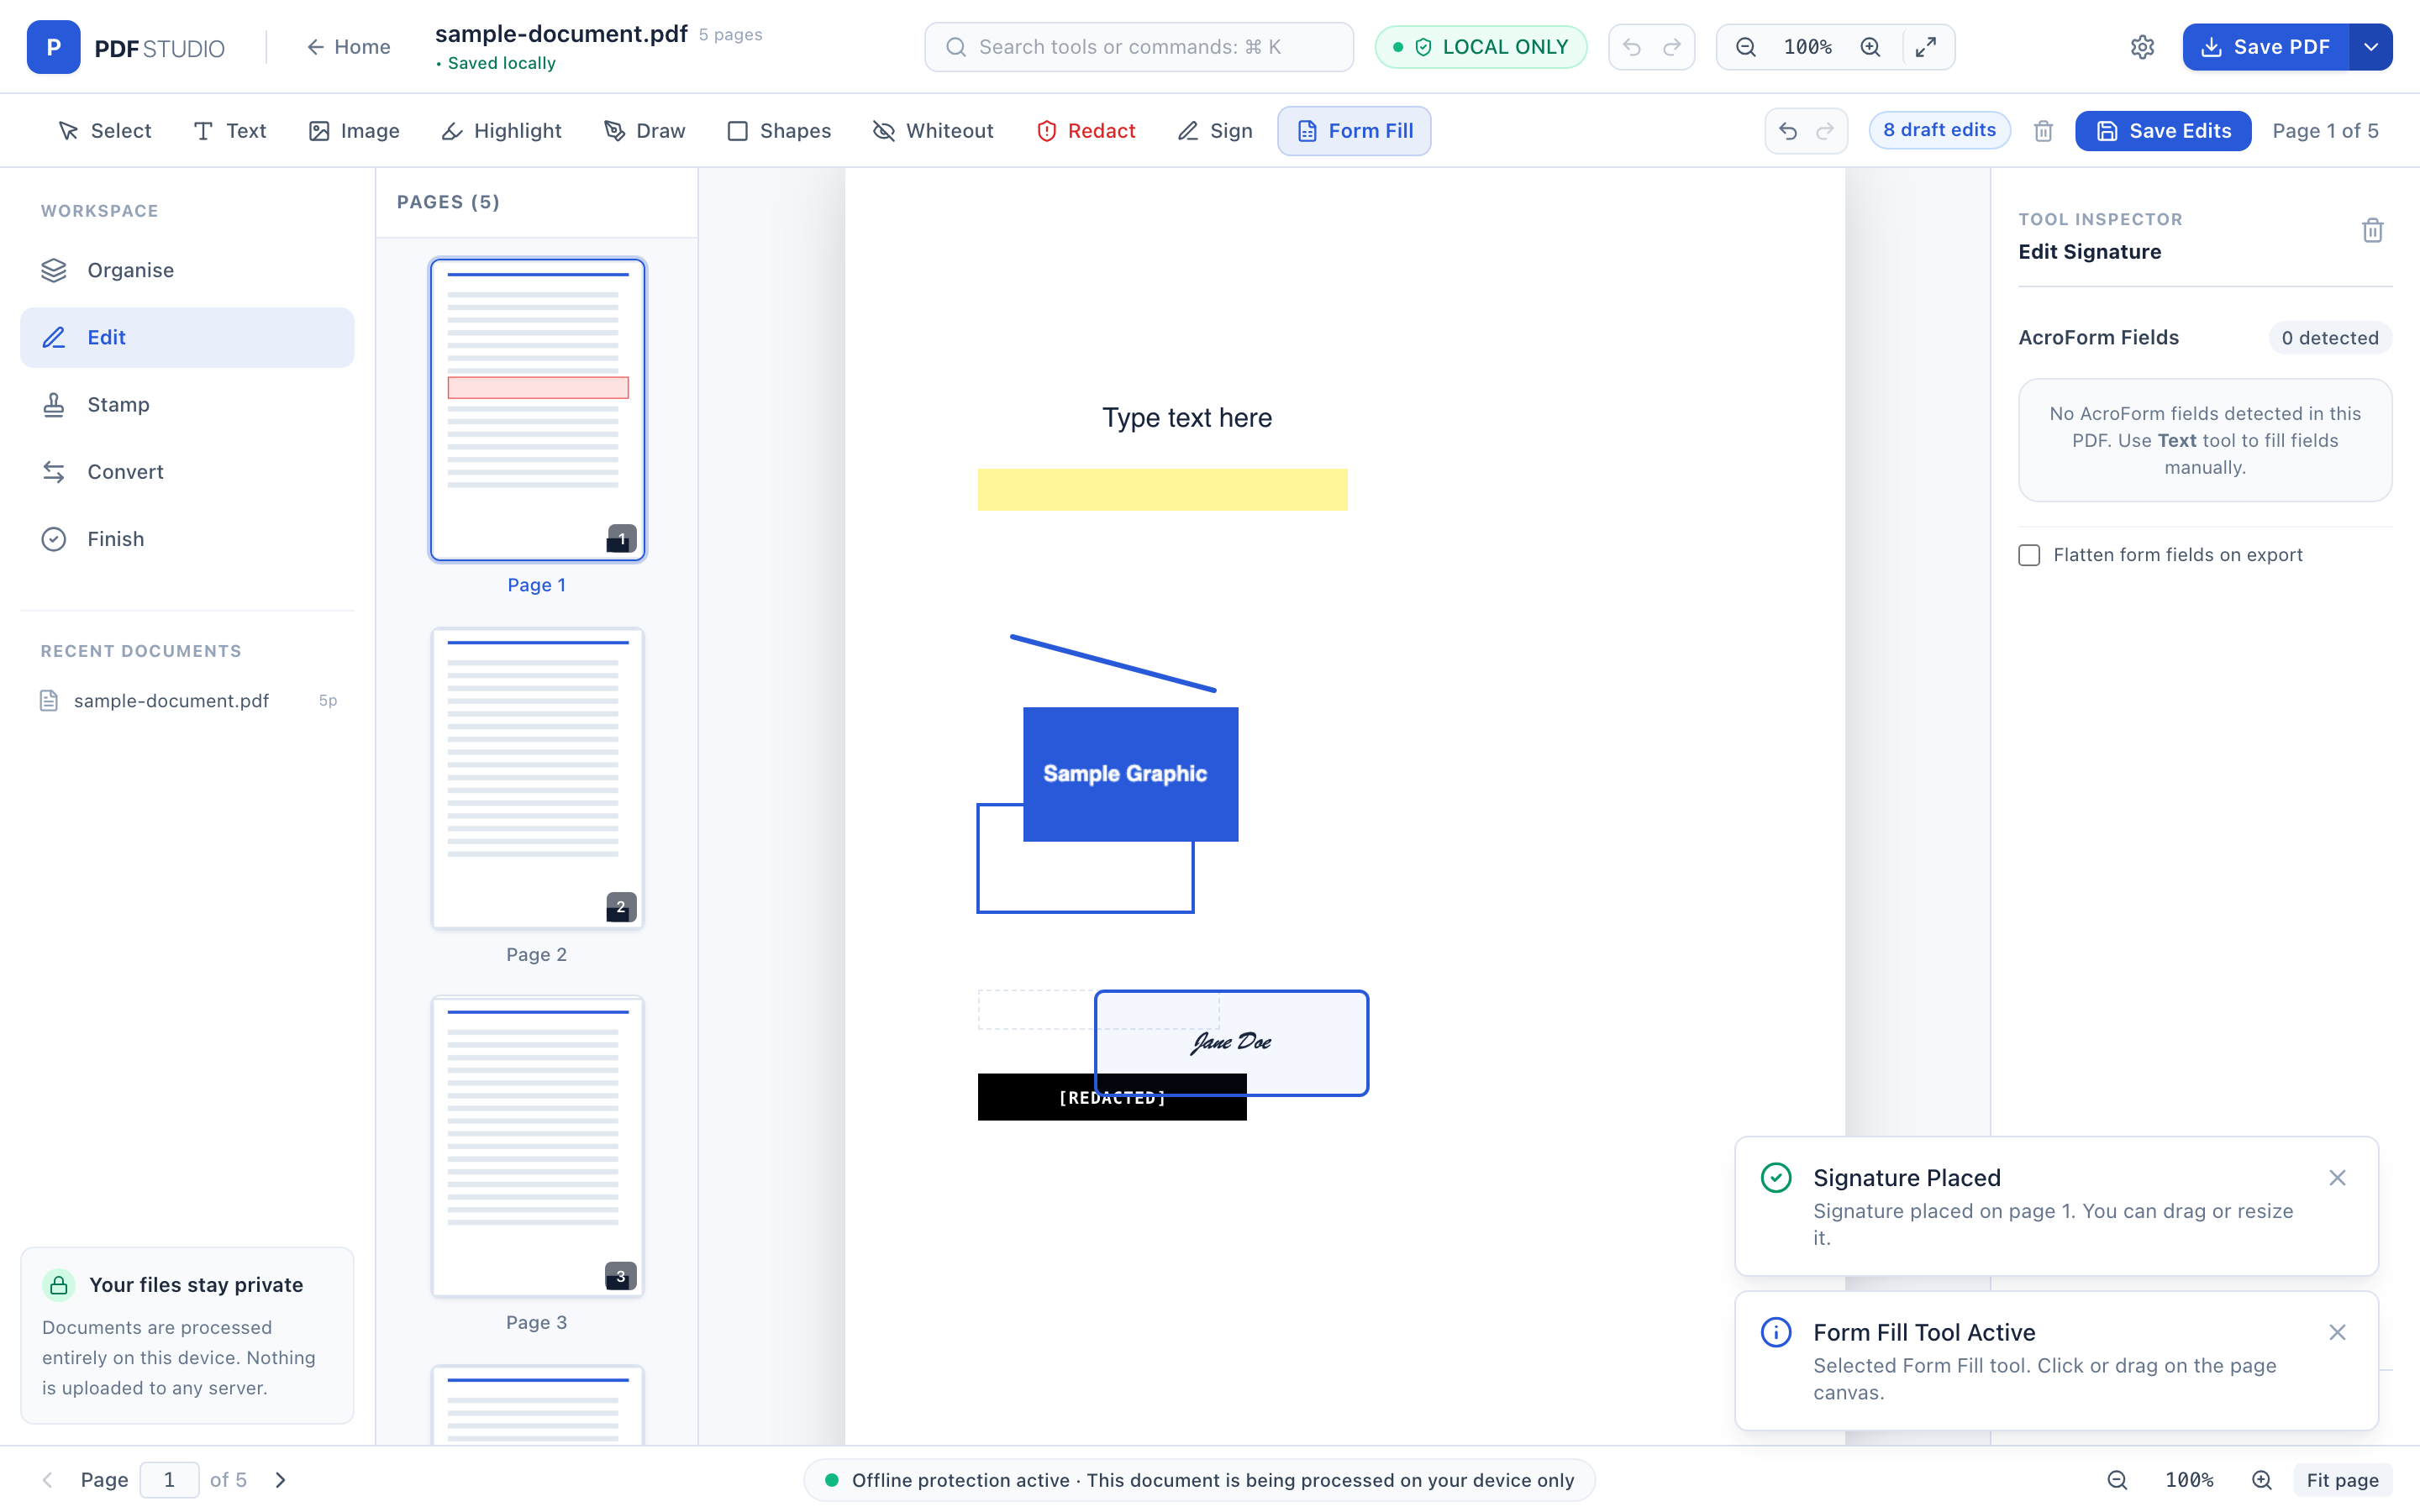 P PDF STUDIO
Home
sample-document.pdf 5 pages
• Saved locally
Search tools or commands: ⌘ K
LOCAL ONLY
100%
Save PDF
Select
Text
Image
Highlight
Draw
Shapes
Whiteout
Redact
Sign
Form Fill
8 draft edits
Save Edits
Page 1 of 5
WORKSPACE
Organise
Edit
Stamp
Convert
Finish
RECENT DOCUMENTS
sample-document.pdf 5p
Your files stay private
Documents are processed
entirely on this device. Nothing
is uploaded to any server.
PAGES (5)
1
Page 1
2
Page 2
3
Page 3
Type text here
Sample Graphic
Jane Doe
[REDACTED]
TOOL INSPECTOR
Edit Signature
AcroForm Fields
0 detected
No AcroForm fields detected in this
PDF. Use Text tool to fill fields
manually.
Flatten form fields on export
Signature Placed
Signature placed on page 1. You can drag or resize
it.
Form Fill Tool Active
Selected Form Fill tool. Click or drag on the page
canvas.
Page 1 of 5
Offline protection active · This document is being processed on your device only
100%
Fit page